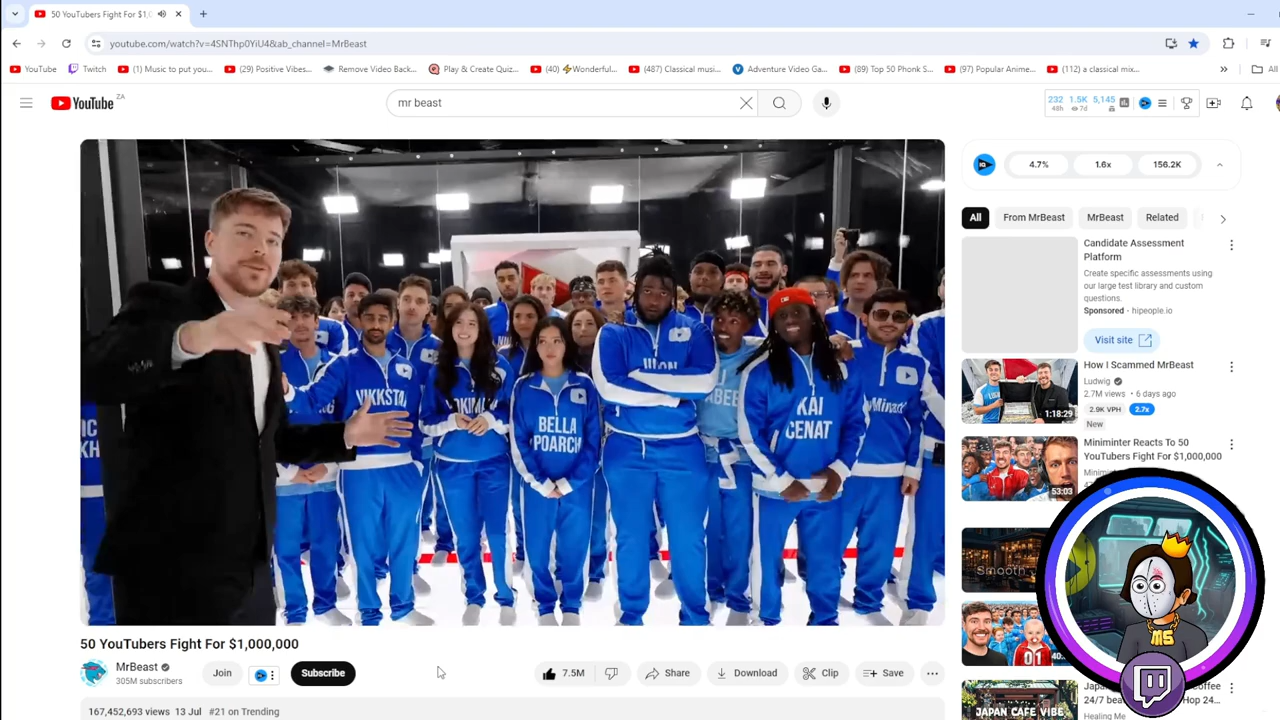 50 YouTubers Fight For $1,
youtube.com/watch?v=4SNThp0YiU4&ab_channel=MrBeast
YouTube
Twitch
(1) Music to put you...
(29) Positive Vibes...
Remove Video Back...
Play & Create Quiz...
(40) ⚡Wonderful...
(487) Classical musi...
Adventure Video Ga...
(89) Top 50 Phonk S...
(97) Popular Anime...
(112) a classical mix...
»
All
YouTube ZA
mr beast
232 1.5K 5,145
48h 7d
4.7% 1.6x 156.2K
All From MrBeast MrBeast Related
Candidate Assessment
Platform
Create specific assessments using
our large test library and custom
questions.
Sponsored · hipeople.io
Visit site
How I Scammed MrBeast
Ludwig
2.7M views · 6 days ago
2.9K VPH 2.7x
New
1:18:29
Miniminter Reacts To 50
YouTubers Fight For $1,000,000
53:03
Smooth
01
24/7
JAPAN CAFE VIBE
Healing Me
MS
VIKKSTA
BELLA
POARCH
KAI
CENAT
50 YouTubers Fight For $1,000,000
MrBeast
305M subscribers
Join
Subscribe
7.5M
Share
Download
Clip
Save
167,452,693 views 13 Jul #21 on Trending